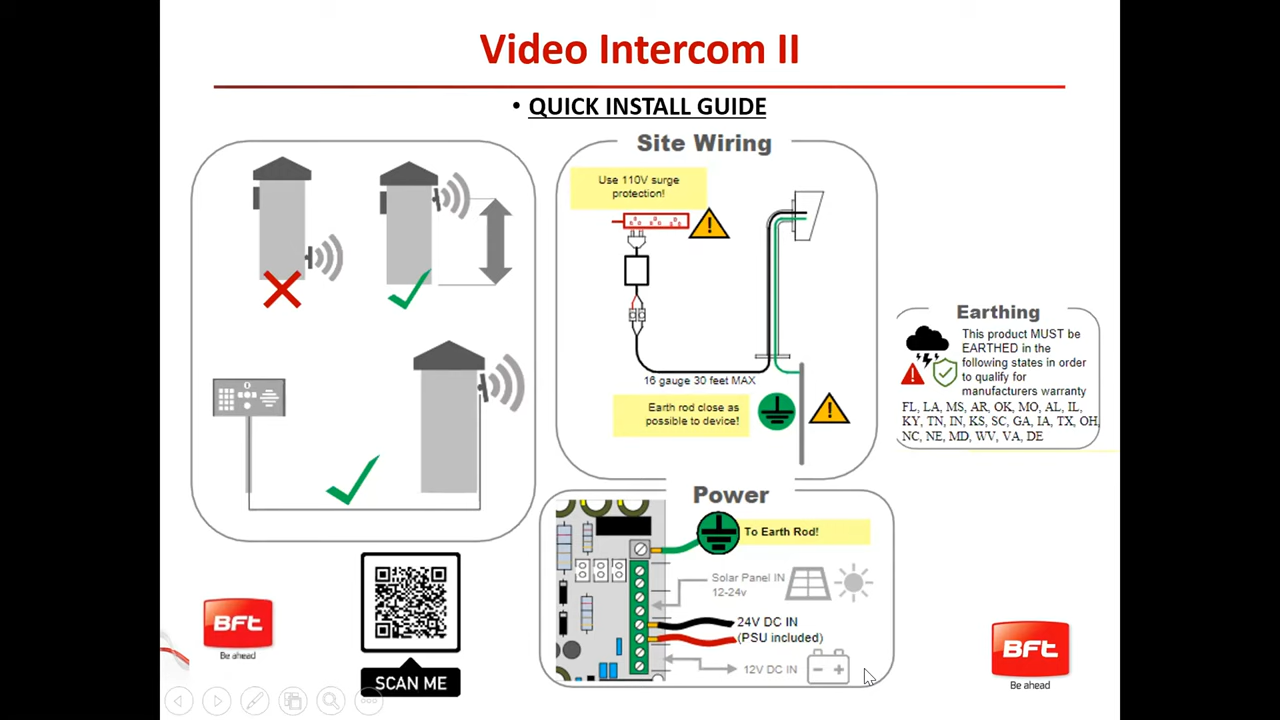 Video Intercom II
• QUICK INSTALL GUIDE
Site Wiring
Use 110V surge
protection!
16 gauge 30 feet MAX
Earth rod close as
possible to device!
Earthing
This product MUST be
EARTHED in the
following states in order
to qualify for
manufacturers warranty
FL, LA, MS, AR, OK, MO, AL, IL,
KY, TN, IN, KS, SC, GA, IA, TX, OH,
NC, NE, MD, WV, VA, DE
Power
To Earth Rod!
Solar Panel IN
12-24v
24V DC IN
(PSU included)
12V DC IN
BFT
Be ahead
SCAN ME
BFT
Be ahead